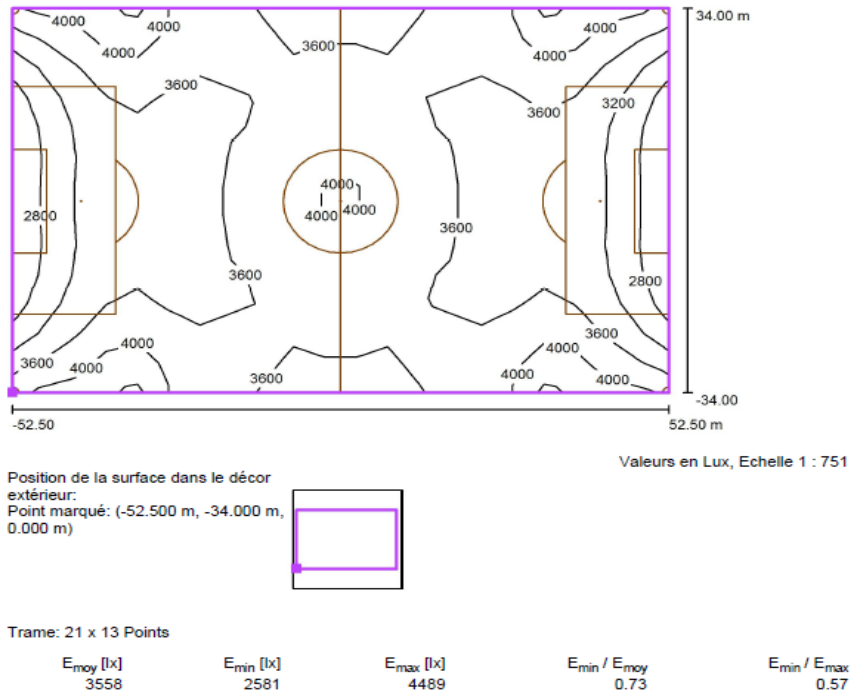 34.00 m
4000
4000
4000
3600
4000
4000
3600
3600
3200
4000
4000
4000
2800
3600
3600
2800
3600
4000
3600
4000
3600
4000
4000
4000
-34.00
-52.50
52.50 m
Valeurs en Lux, Echelle 1 : 751
Position de la surface dans le décor
extérieur:
Point marqué: (-52.500 m, -34.000 m,
0.000 m)
Trame: 21 x 13 Points
Emoy [lx] Emin [lx] Emax [lx] Emin / Emoy Emin / Emax
3558 2581 4489 0.73 0.57